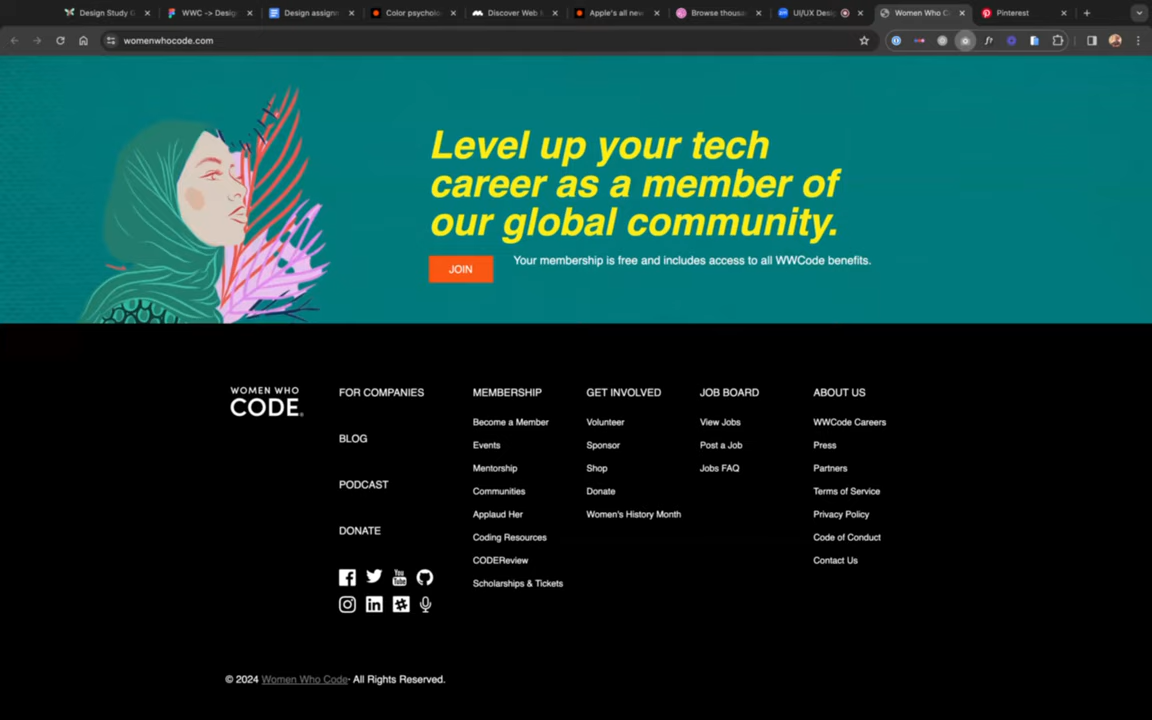 Design Study G
WWC -> Desig
Design assign
Color psycholo
Discover Web
Apple's all new
Browse thousa
UI/UX Desi
Women Who C
Pinterest
womenwhocode.com
Level up your tech
career as a member of
our global community.
JOIN
Your membership is free and includes access to all WWCode benefits.
WOMEN WHO
CODE
FOR COMPANIES
BLOG
PODCAST
DONATE
You
Tube
MEMBERSHIP
Become a Member
Events
Mentorship
Communities
Applaud Her
Coding Resources
CODEReview
Scholarships & Tickets
GET INVOLVED
Volunteer
Sponsor
Shop
Donate
Women's History Month
JOB BOARD
View Jobs
Post a Job
Jobs FAQ
ABOUT US
WWCode Careers
Press
Partners
Terms of Service
Privacy Policy
Code of Conduct
Contact Us
© 2024 Women Who Code· All Rights Reserved.